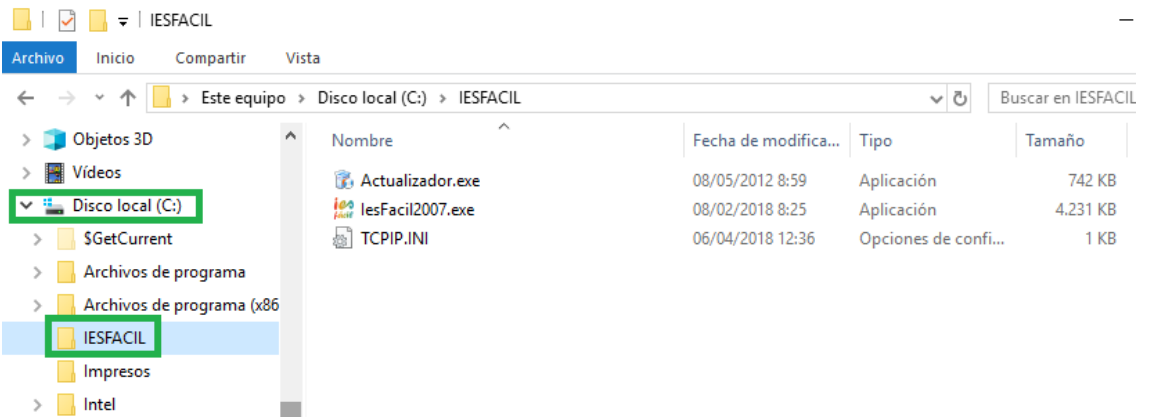 IESFACIL
Archivo Inicio Compartir Vista
Este equipo > Disco local (C:) > IESFACIL Buscar en IESFACIL
Objetos 3D Nombre Fecha de modifica... Tipo Tamaño
Vídeos Actualizador.exe 08/05/2012 8:59 Aplicación 742 KB
Disco local (C:) IesFacil2007.exe 08/02/2018 8:25 Aplicación 4.231 KB
$GetCurrent TCPIP.INI 06/04/2018 12:36 Opciones de confi... 1 KB
Archivos de programa
Archivos de programa (x86
IESFACIL
Impresos
Intel